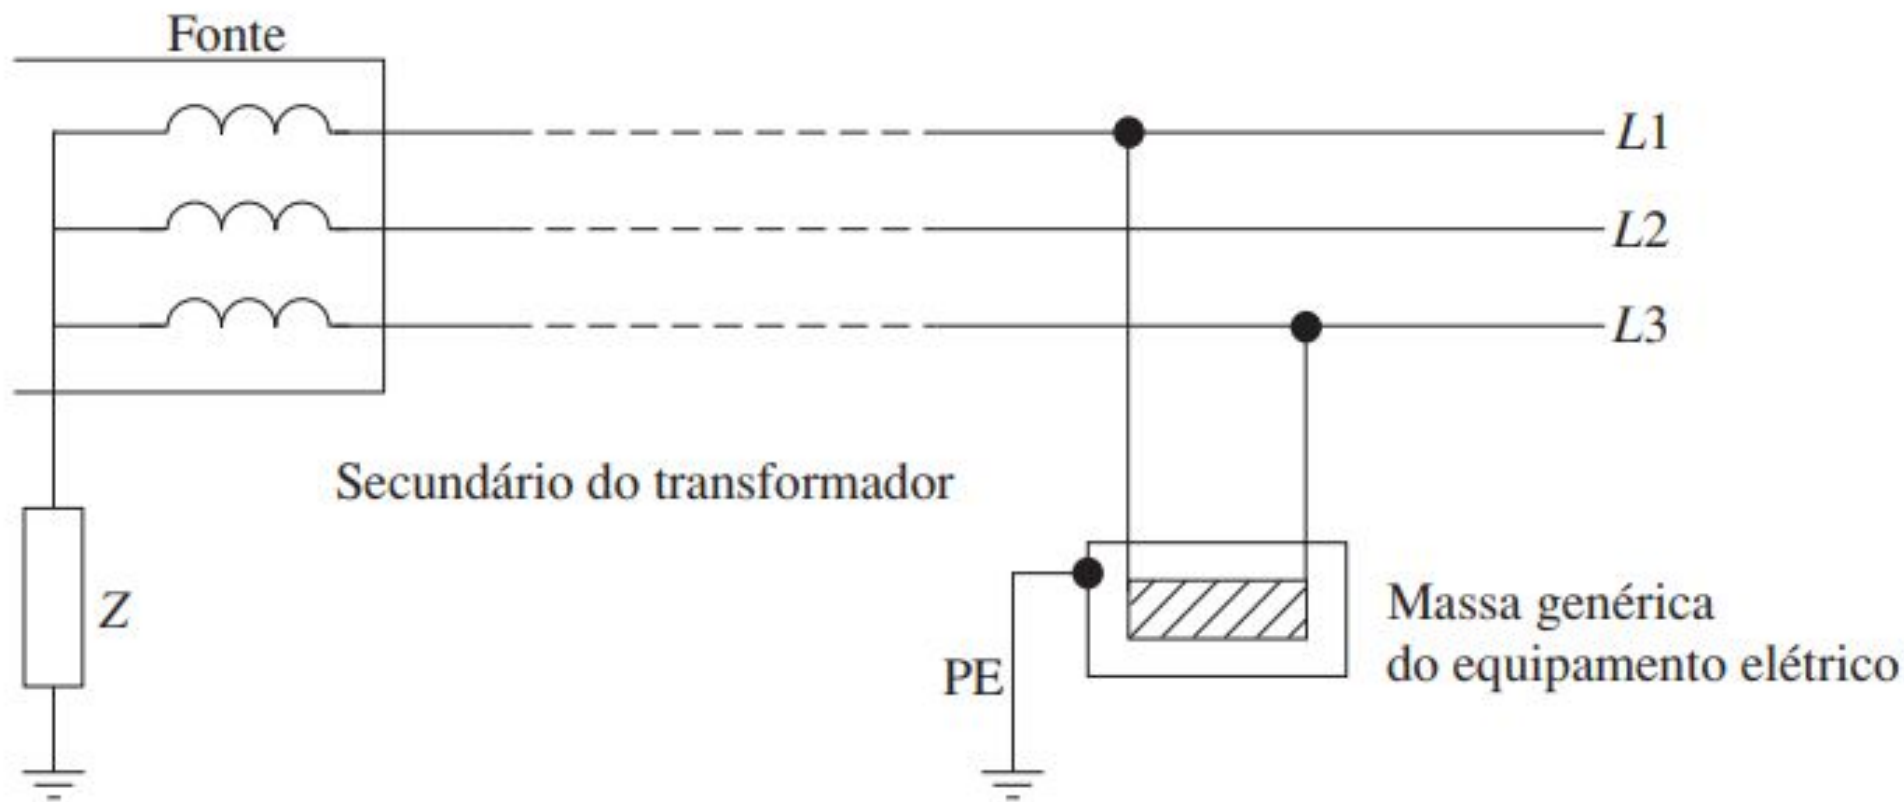 Fonte
L1
L2
L3
Secundário do transformador
Z
PE
Massa genérica
do equipamento elétrico